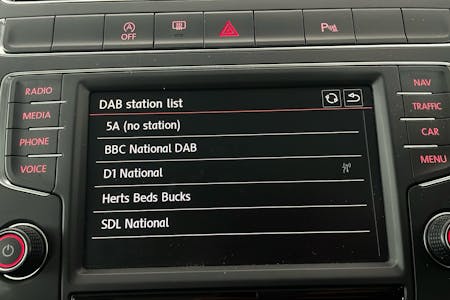 OFF
P
RADIO
MEDIA
PHONE
VOICE
DAB station list
5A (no station)
BBC National DAB
D1 National
Herts Beds Bucks
SDL National
NAV
TRAFFIC
CAR
MENU